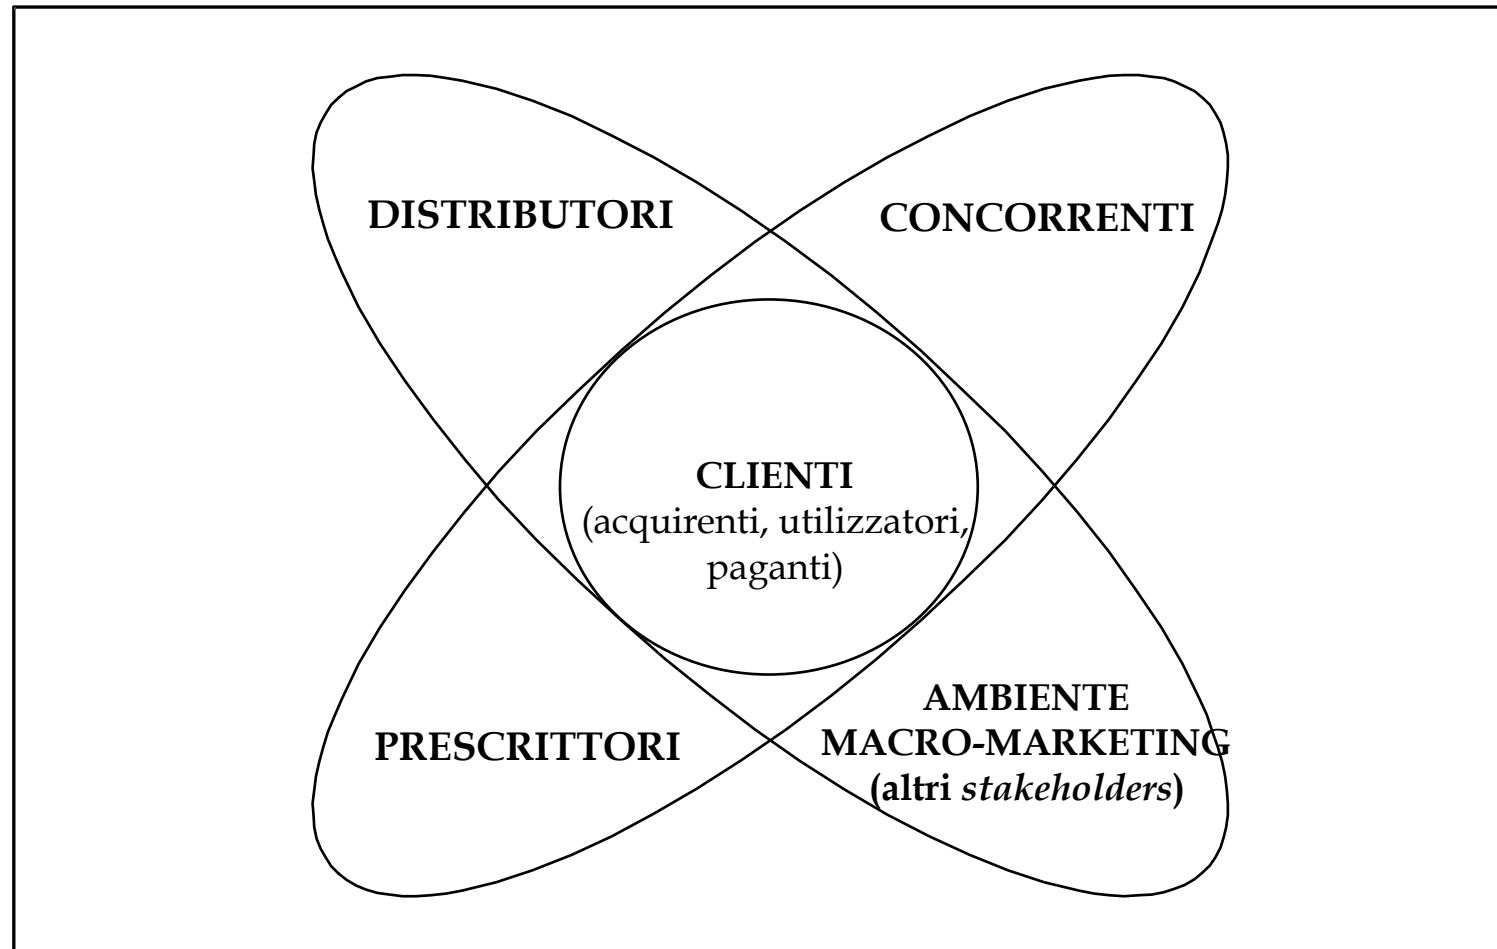 DISTRIBUTORI
CONCORRENTI
CLIENTI
(acquirenti, utilizzatori,
paganti)
PRESCRITTORI
AMBIENTE
MACRO-MARKETING
(altri stakeholders)